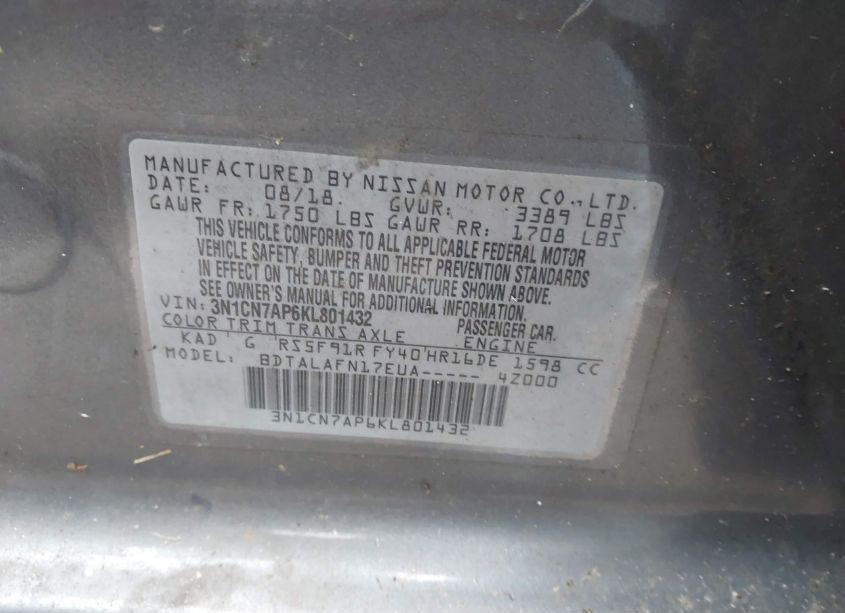 MANUFACTURED BY NISSAN MOTOR CO., LTD.
DATE: 08/18. GVWR: 3389 LBS
GAWR FR: 1750 LBS GAWR RR: 1708 LBS
THIS VEHICLE CONFORMS TO ALL APPLICABLE FEDERAL MOTOR
VEHICLE SAFETY, BUMPER AND THEFT PREVENTION STANDARDS
IN EFFECT ON THE DATE OF MANUFACTURE SHOWN ABOVE.
SEE OWNER'S MANUAL FOR ADDITIONAL INFORMATION.
VIN: 3N1CN7AP6KL801432 PASSENGER CAR.
COLOR TRIM TRANS AXLE ENGINE
KAD G RS5F91R FY40 HR16DE 1598 CC
MODEL: BDTALAFN17EUA----- 4Z000
3N1CN7AP6KL801432